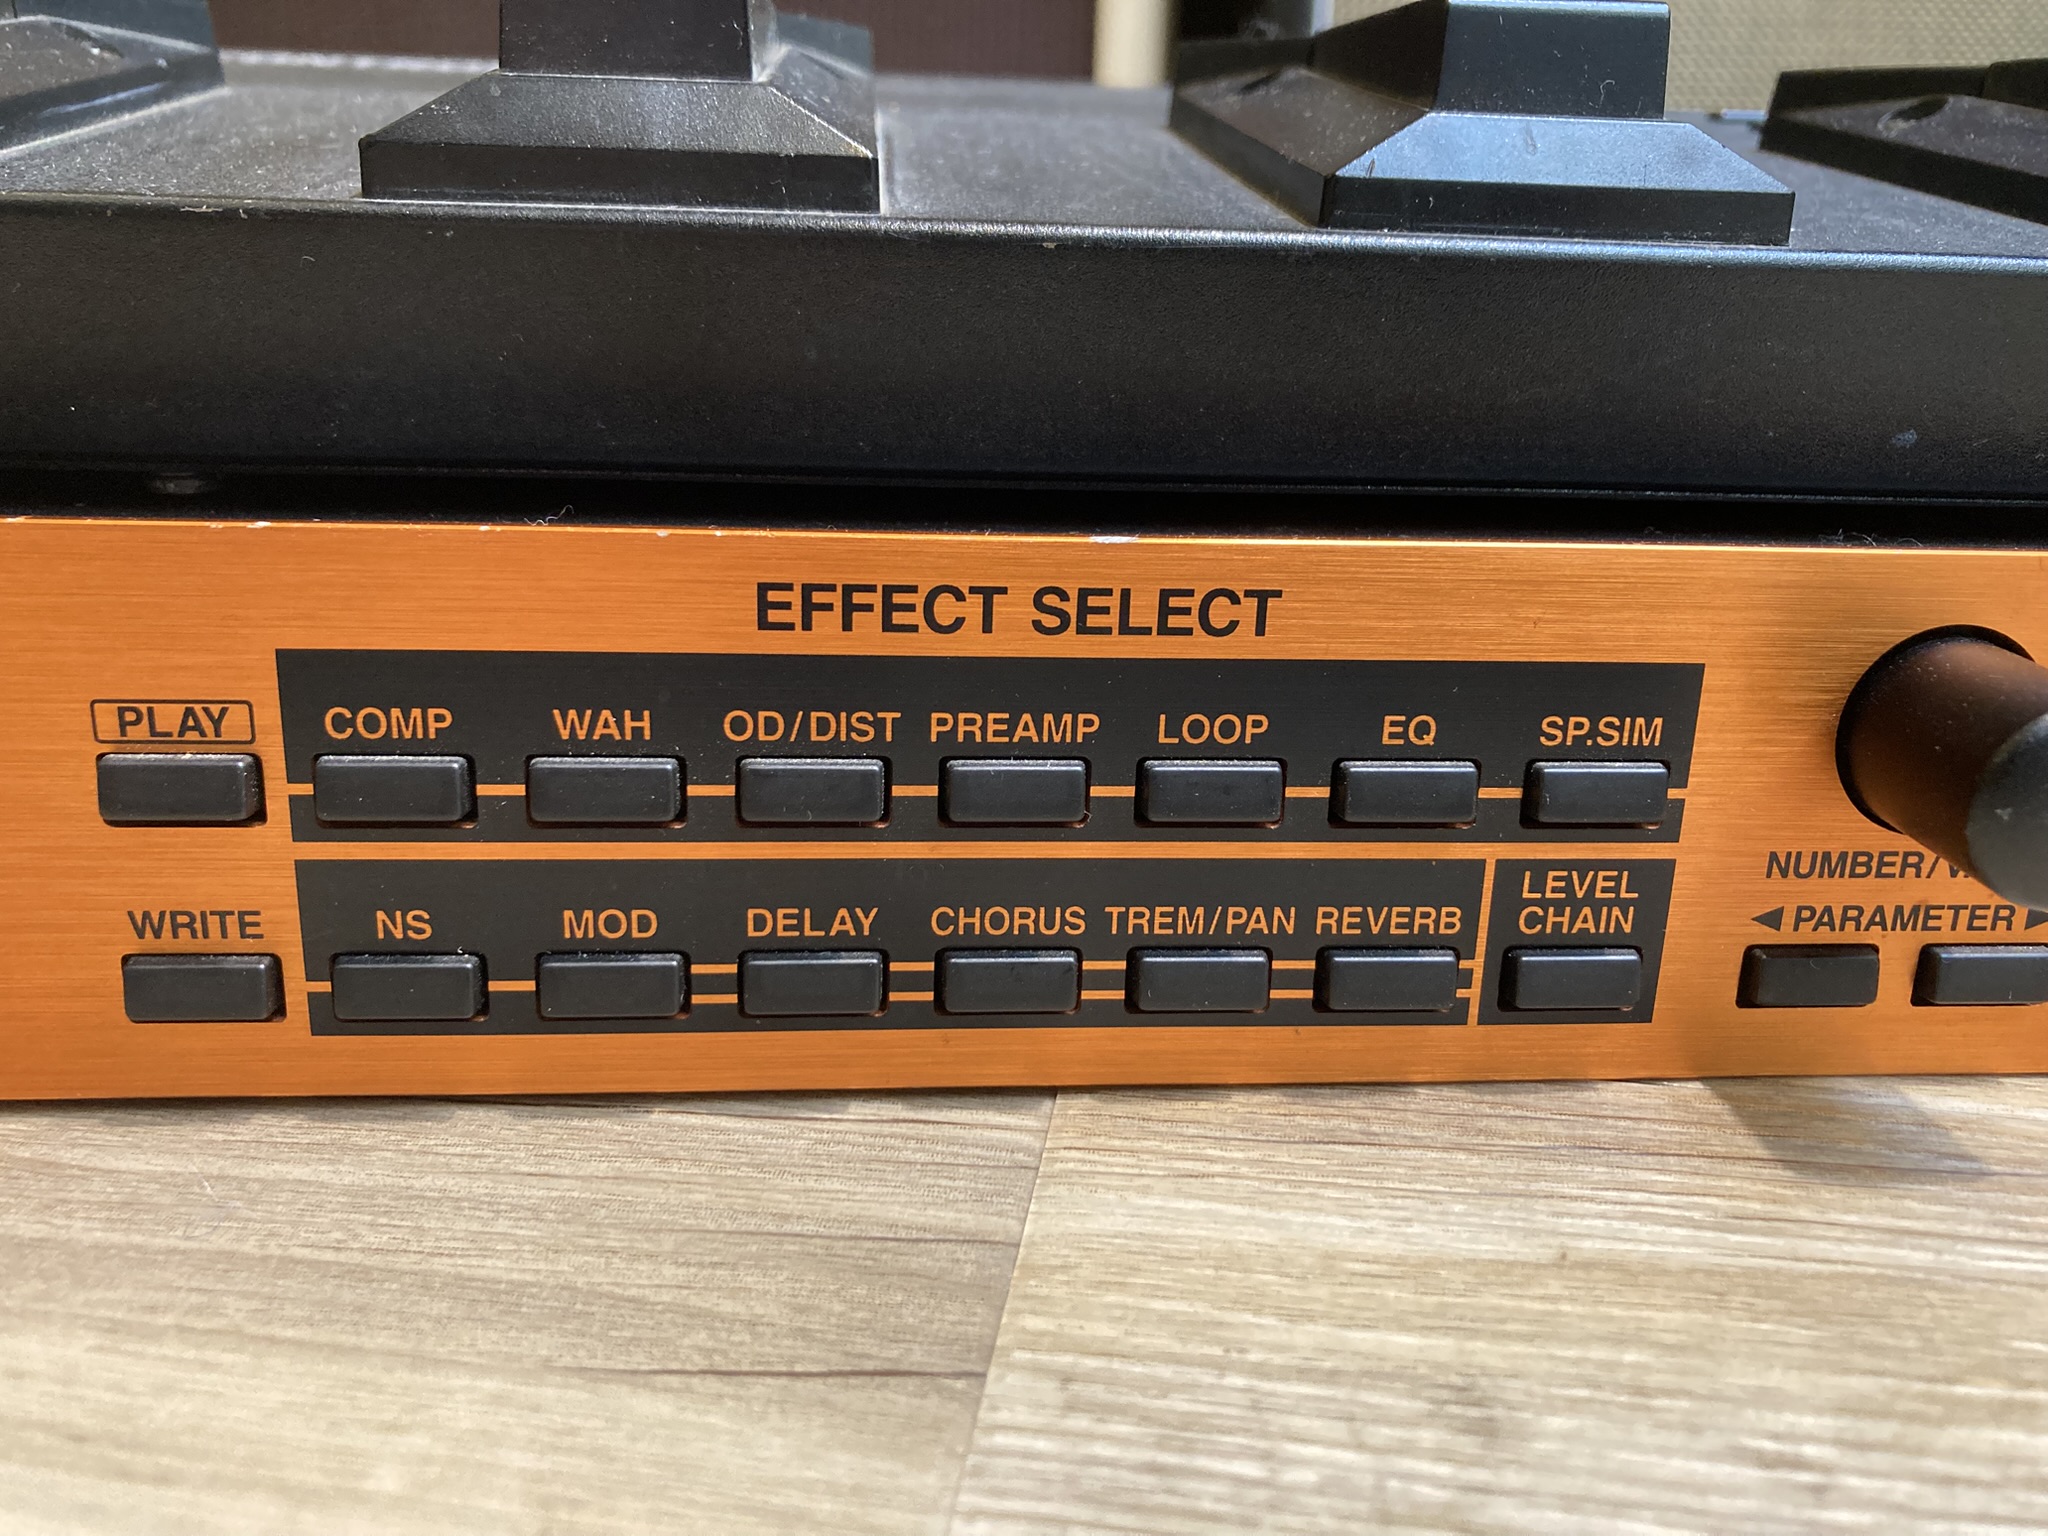 EFFECT SELECT
PLAY COMP WAH OD/DIST PREAMP LOOP EQ SP.SIM
WRITE NS MOD DELAY CHORUS TREM/PAN REVERB
LEVEL
CHAIN
NUMBER/
◀ PARAMETER ▶